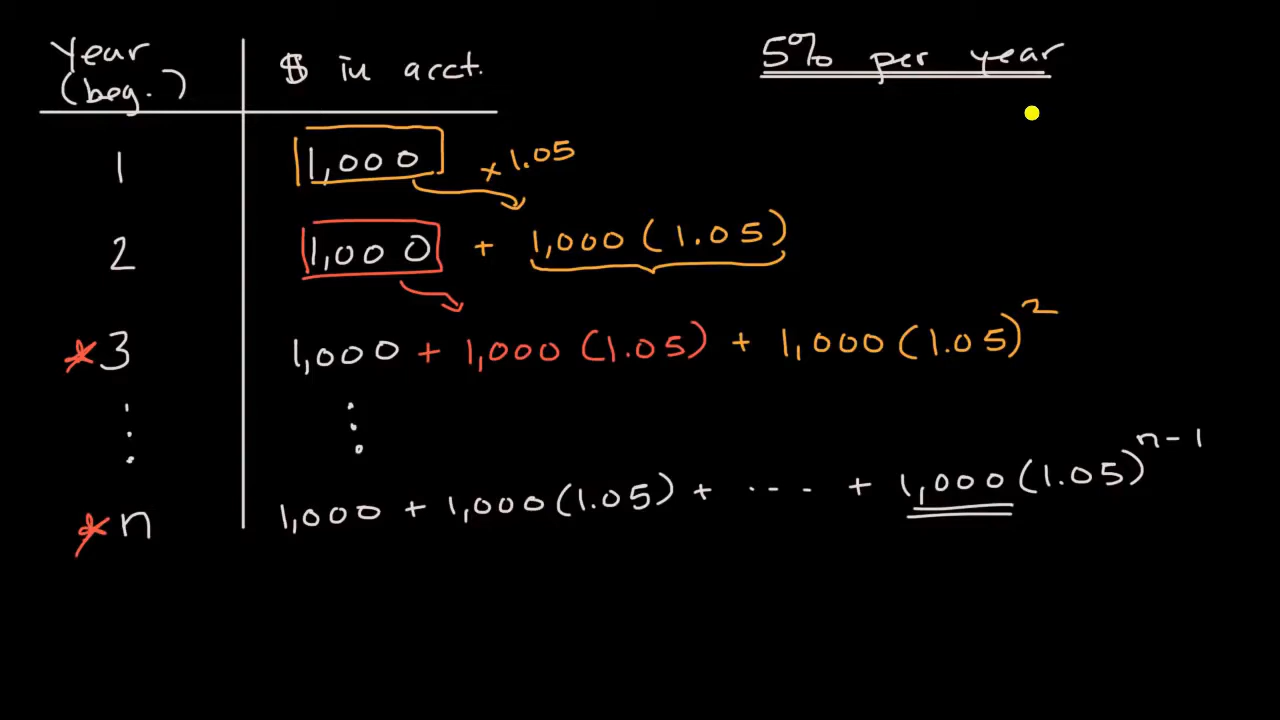 Year $ in acct. 5% per year
(beg.)
1 1,000 × 1.05
2 1,000 + 1,000 (1.05)
*3 1,000 + 1,000 (1.05) + 1,000 (1.05)²
⋮ ⋮
*n 1,000 + 1,000 (1.05) + ---- + 1,000 (1.05)ⁿ⁻¹